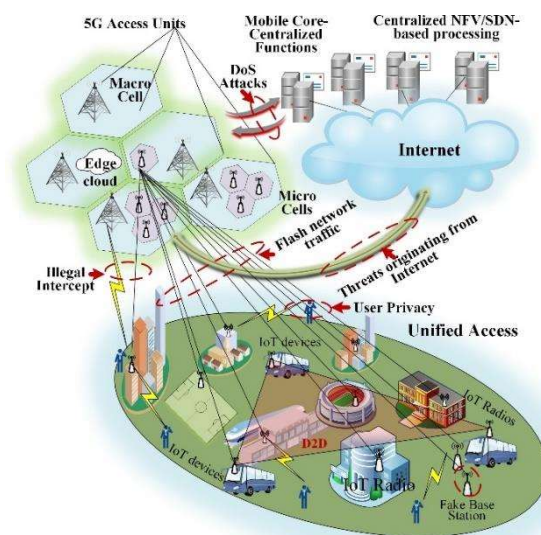 5G Access Units
Mobile Core-
Centralized
Functions
Centralized NFV/SDN-
based processing
DoS
Attacks
Macro
Cell
Edge
cloud
Internet
Micro
Cells
Flash network
traffic
Threats originating from
Internet
Illegal
Intercept
User Privacy
Unified Access
IoT devices
IoT Radios
D2D
IoT devices
IoT Radio
Fake Base
Station